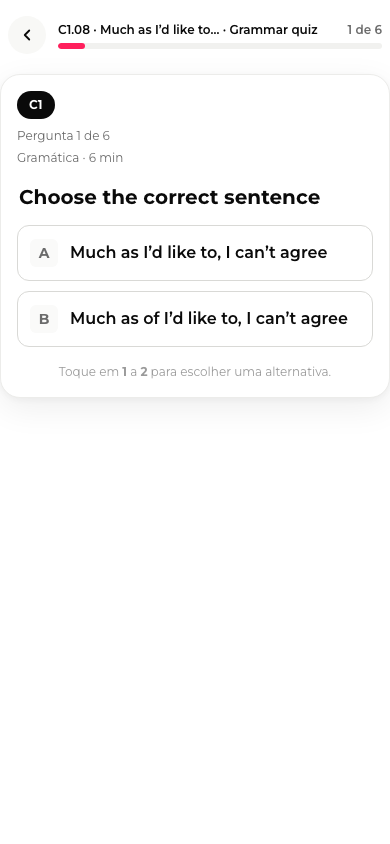 C1.08 · Much as I’d like to… · Grammar quiz
1 de 6
C1
Pergunta 1 de 6
Gramática · 6 min
Choose the correct sentence
A Much as I’d like to, I can’t agree
B Much as of I’d like to, I can’t agree
Toque em 1 a 2 para escolher uma alternativa.